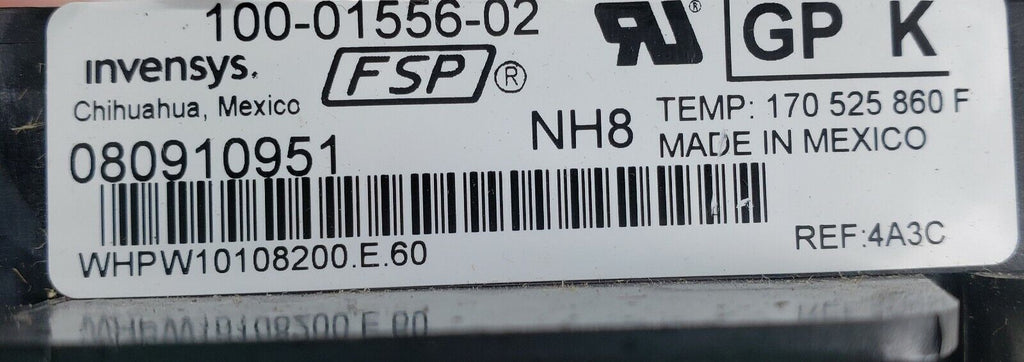 100-01556-02
GP K
invensys.
FSP®
Chihuahua, Mexico
NH8
TEMP: 170 525 860 F
MADE IN MEXICO
080910951
WHPW10108200.E.60
REF:4A3C